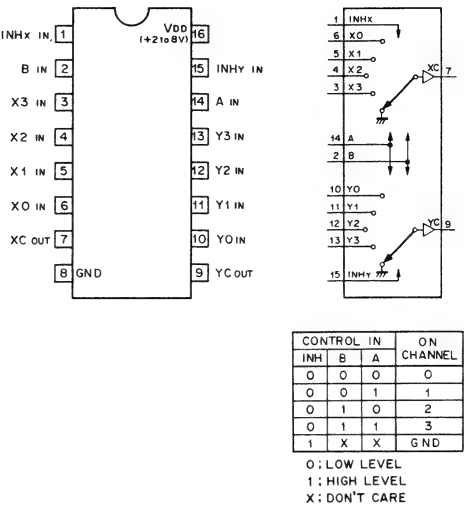 INHX IN, 1
B IN 2
X3 IN 3
X2 IN 4
X1 IN 5
XO IN 6
XC OUT 7
8 GND
VDD 16
(+2 to 8V)
15 INHY IN
14 A IN
13 Y3 IN
12 Y2 IN
11 Y1 IN
10 YO IN
9 YC OUT
1 INHX
6 XO
5 X1
4 X2
3 X3
XC 7
14 A
2 B
10 YO
11 Y1
12 Y2
13 Y3
YC 9
15 INHY
CONTROL IN ON CHANNEL
INH B A
0 0 0 0
0 0 1 1
0 1 0 2
0 1 1 3
1 X X GND
0 ; LOW LEVEL
1 ; HIGH LEVEL
X ; DON'T CARE